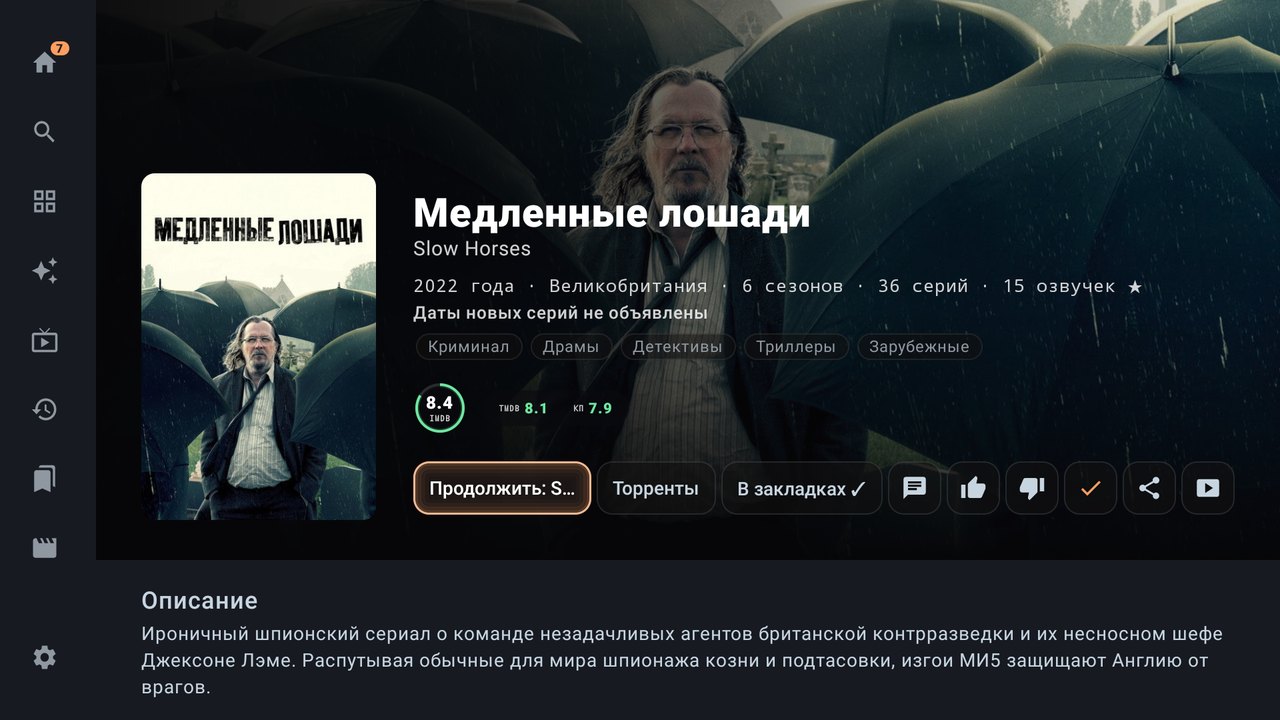 7
МЕДЛЕННЫЕ ЛОШАДИ
Медленные лошади
Slow Horses
2022 года · Великобритания · 6 сезонов · 36 серий · 15 озвучек ★
Даты новых серий не объявлены
Криминал Драмы Детективы Триллеры Зарубежные
8.4 IMDB TMDB 8.1 КП 7.9
Продолжить: S… Торренты В закладках ✓
Описание
Ироничный шпионский сериал о команде незадачливых агентов британской контрразведки и их несносном шефе
Джексоне Лэме. Распутывая обычные для мира шпионажа козни и подтасовки, изгои МИ5 защищают Англию от
врагов.